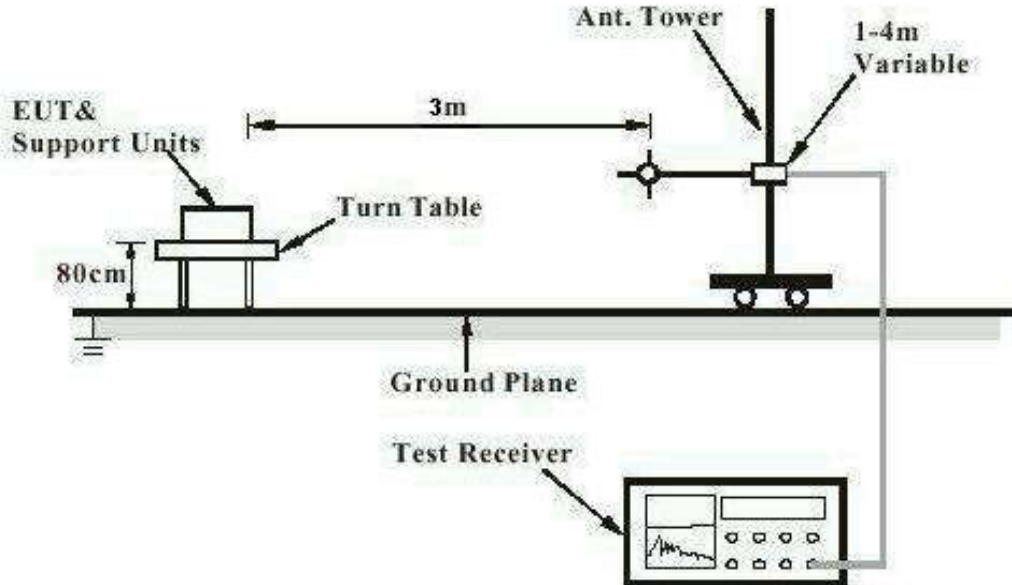 Ant. Tower
1-4m
Variable
3m
EUT&
Support Units
Turn Table
80cm
Ground Plane
Test Receiver